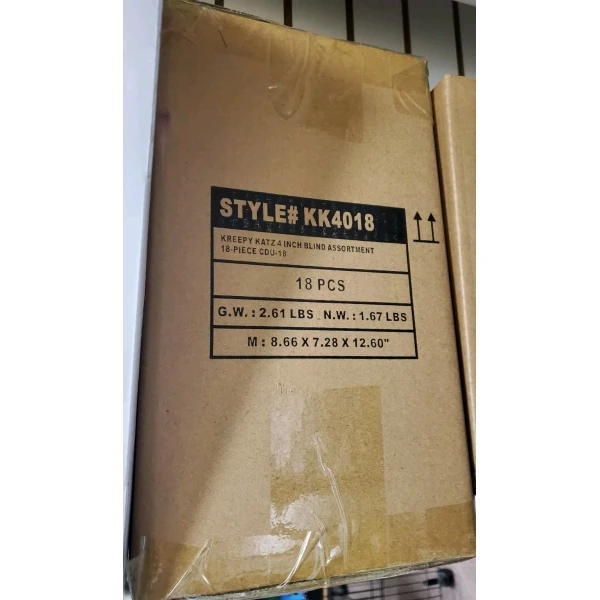 STYLE# KK4018
KREEPY KATZ 4 INCH BLIND ASSORTMENT
18-PIECE CDU-18
18 PCS
G.W. : 2.61 LBS N.W. : 1.67 LBS
M : 8.66 X 7.28 X 12.60"